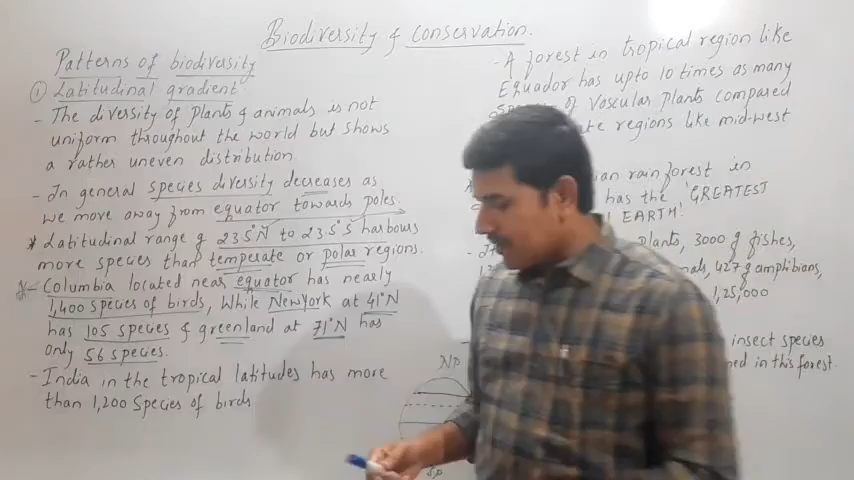 Biodiversity & conservation.
Patterns of biodiversity
① Latitudinal gradient
- The diversity of plants & animals is not
uniform throughout the world but shows
a rather uneven distribution
- In general species diversity decreases as
we move away from equator towards poles.
* Latitudinal range of 23.5°N to 23.5°S harbours
more species than temperate or polar regions.
- Columbia located near equator has nearly
1,400 species of birds, While Newyork at 41°N
has 105 species & greenland at 71°N has
only 56 species.
- India in the tropical latitudes has more
than 1,200 Species of birds
- A forest in tropical region like
Equador has upto 10 times as many
of vascular plants compared
regions like mid-west
rain forest in
has the 'GREATEST
EARTH'.
plants, 3000 of fishes,
427 of amphibians,
1,25,000
insect species
in this forest.
NP